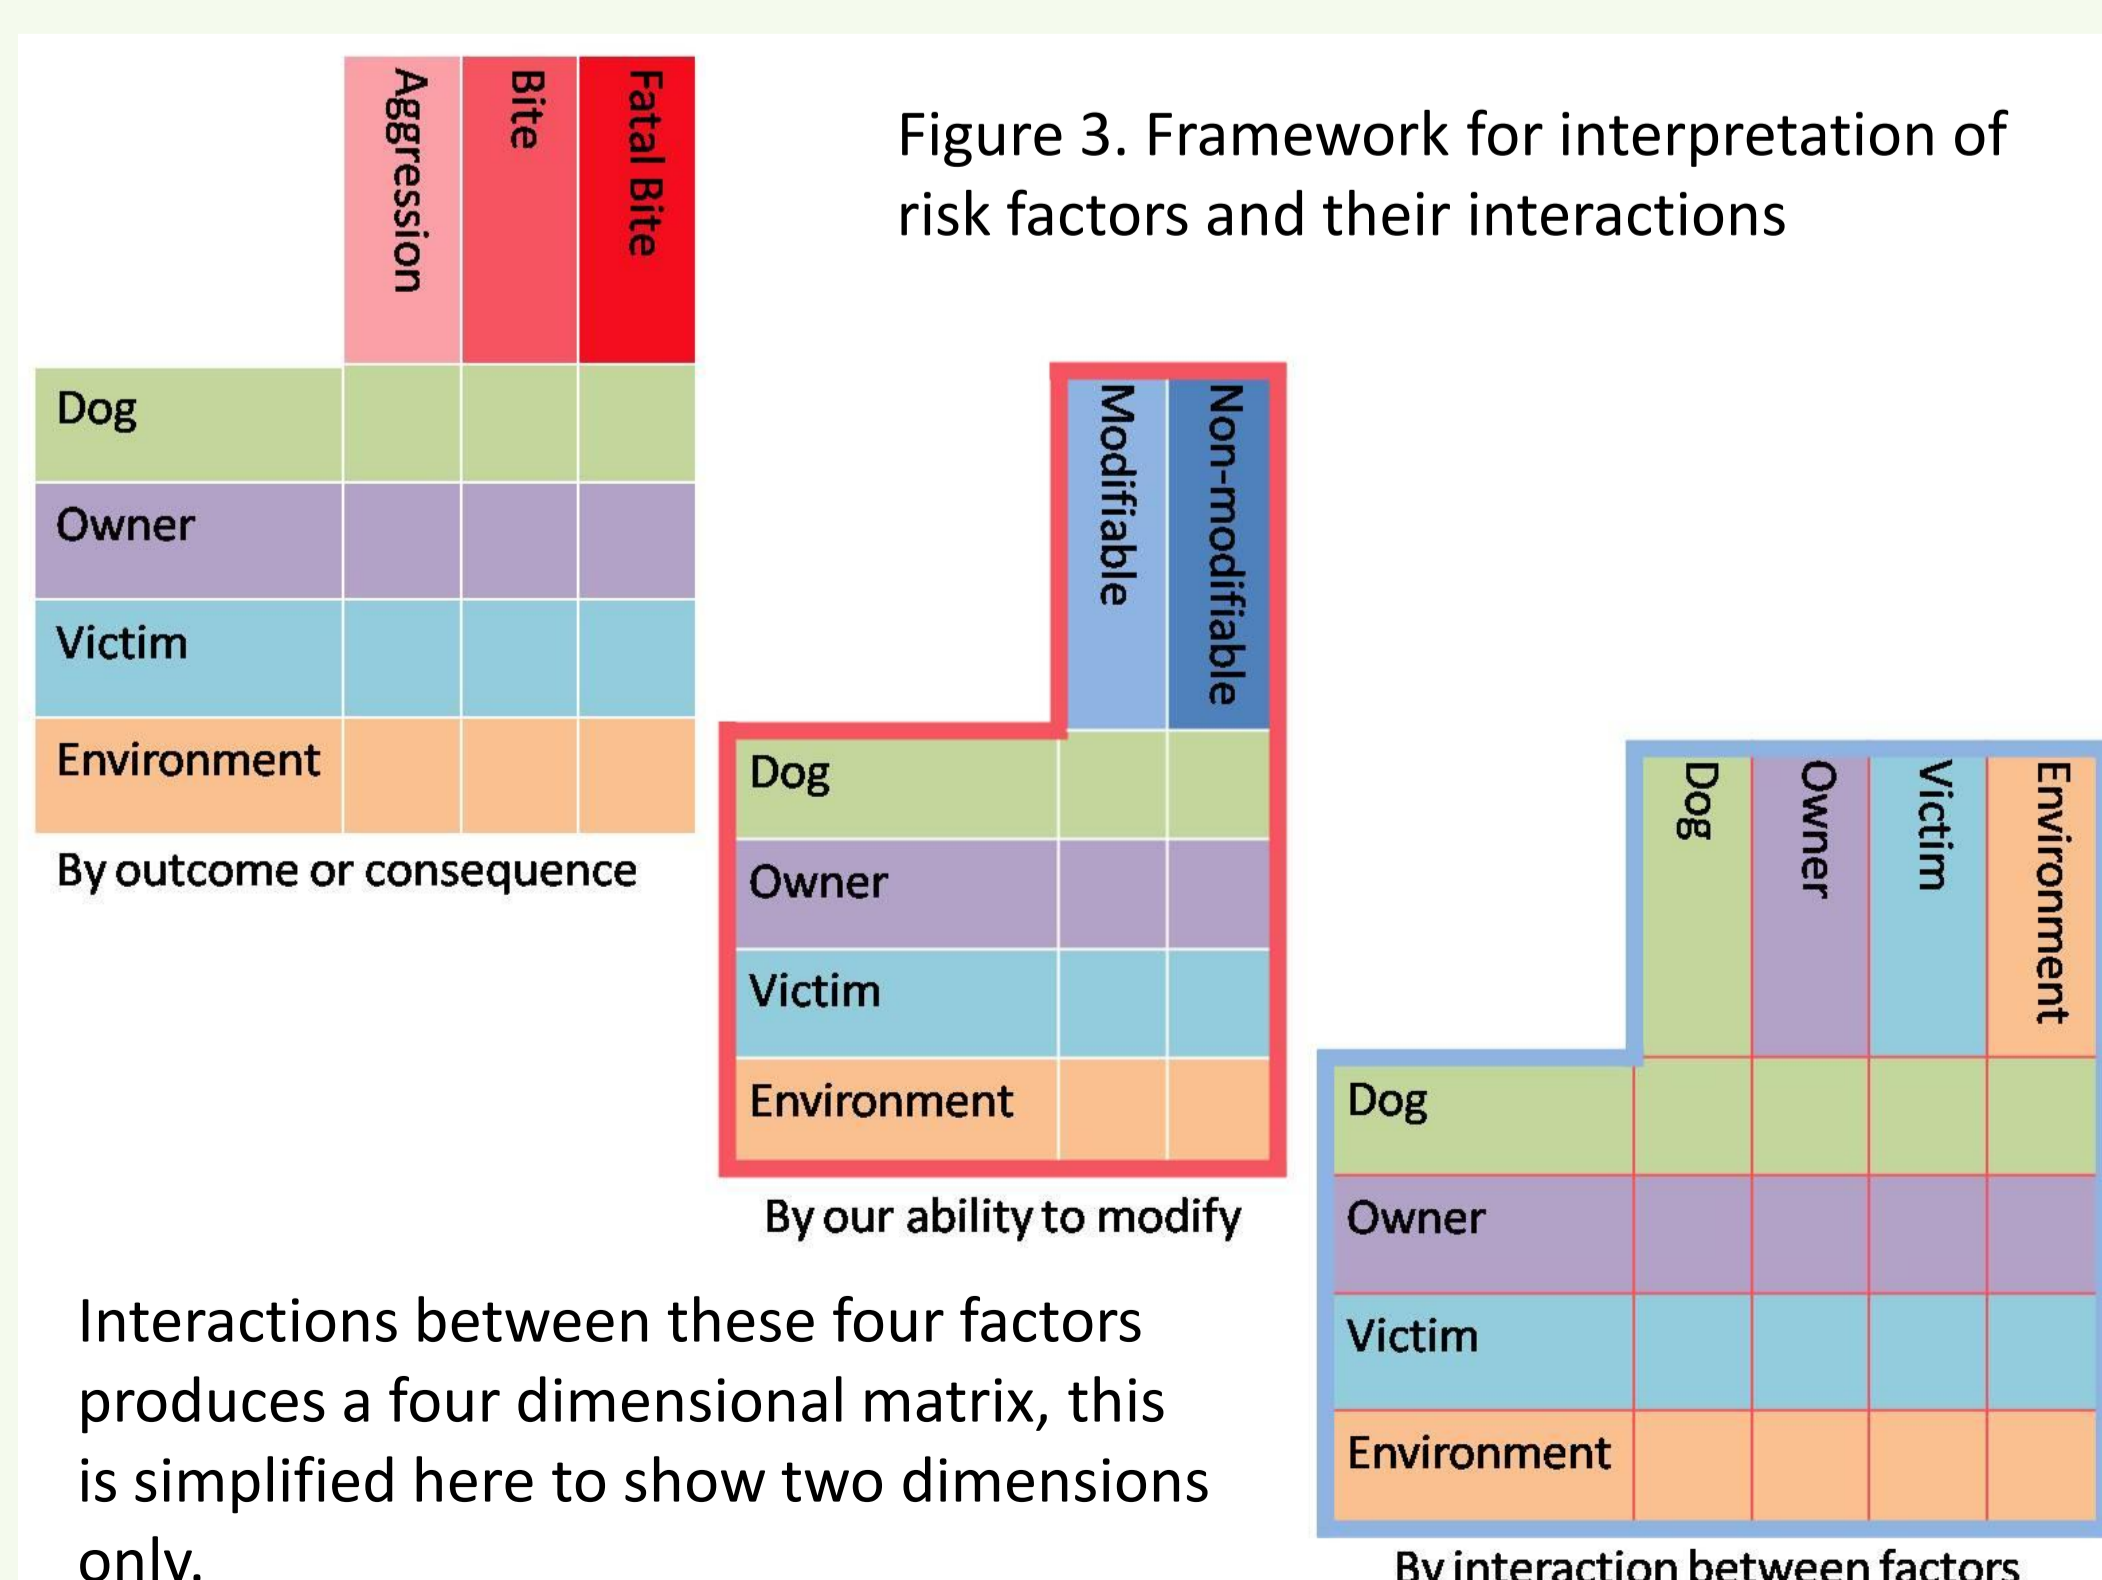 Figure 3. Framework for interpretation of
risk factors and their interactions
Aggression
Bite
Fatal Bite
Dog
Owner
Victim
Environment
By outcome or consequence
Modifiable
Non-modifiable
Dog
Owner
Victim
Environment
By our ability to modify
Dog
Owner
Victim
Environment
Dog
Owner
Victim
Environment
By interaction between factors
Interactions between these four factors
produces a four dimensional matrix, this
is simplified here to show two dimensions
only.